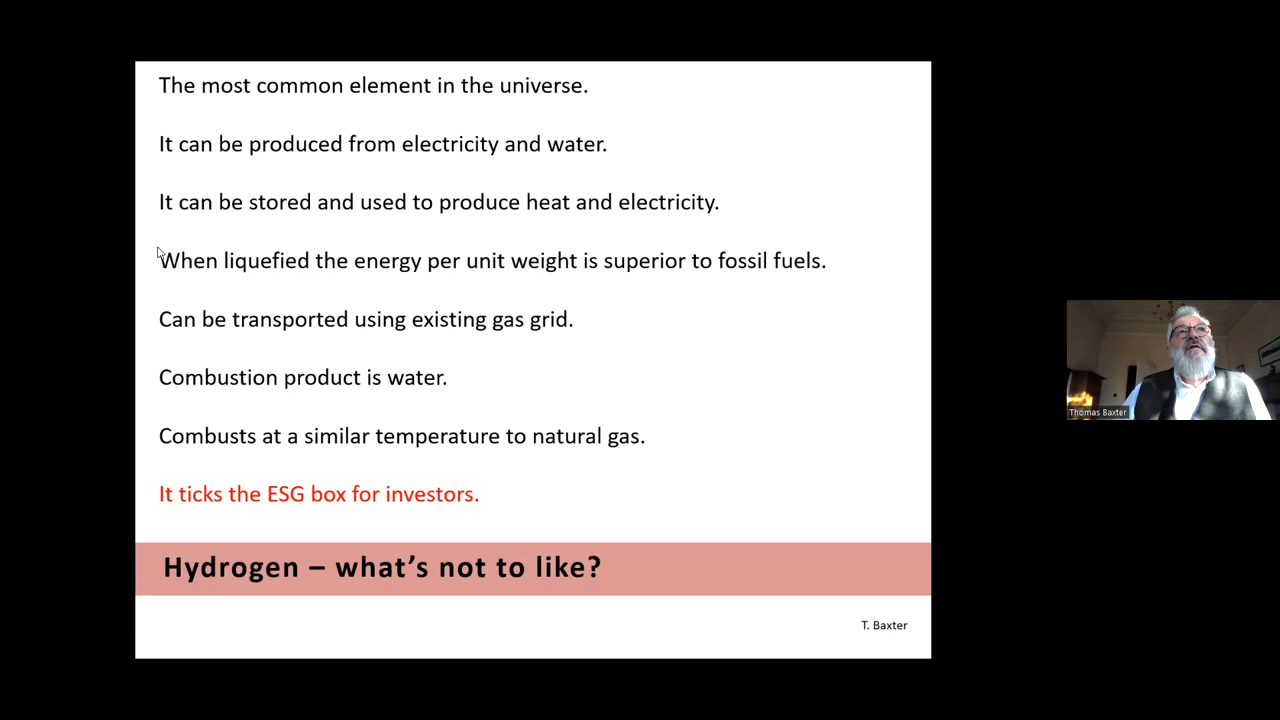 The most common element in the universe.
It can be produced from electricity and water.
It can be stored and used to produce heat and electricity.
When liquefied the energy per unit weight is superior to fossil fuels.
Can be transported using existing gas grid.
Combustion product is water.
Combusts at a similar temperature to natural gas.
It ticks the ESG box for investors.
Hydrogen – what’s not to like?
T. Baxter
Thomas Baxter